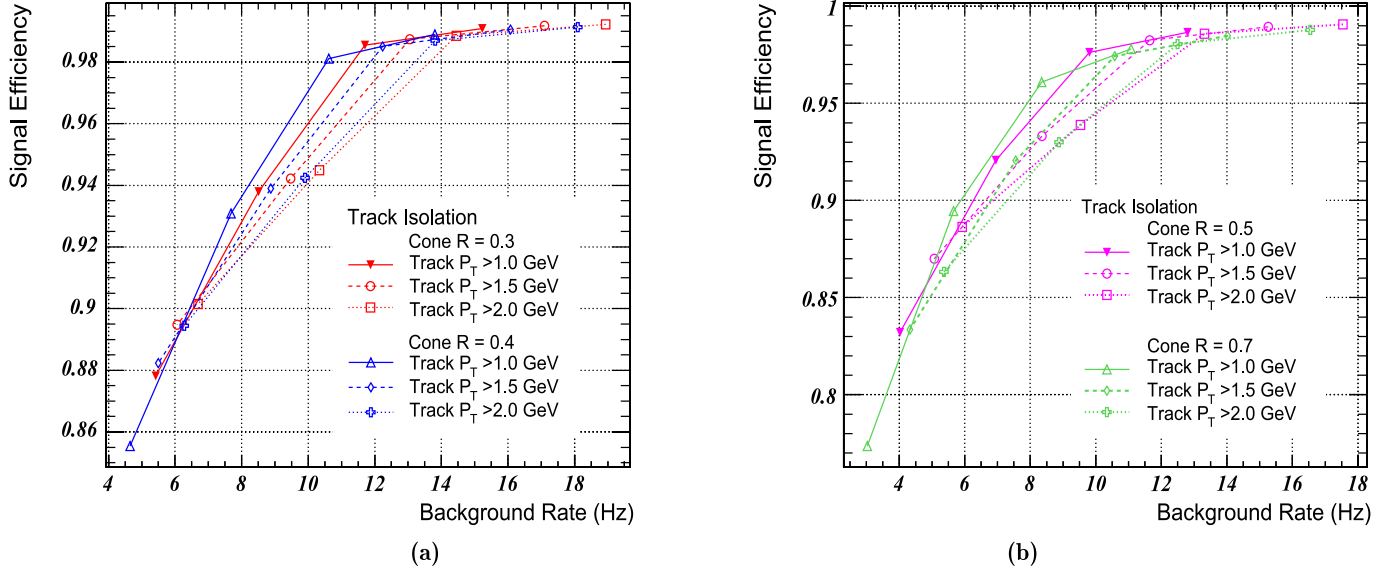 Signal Efficiency
0.98
0.96
0.94
0.92
0.9
0.88
0.86
Track Isolation
Cone R = 0.3
Track P_T >1.0 GeV
Track P_T >1.5 GeV
Track P_T >2.0 GeV
Cone R = 0.4
Track P_T >1.0 GeV
Track P_T >1.5 GeV
Track P_T >2.0 GeV
4 6 8 10 12 14 16 18
Background Rate (Hz)
(a)
Signal Efficiency
1
0.95
0.9
0.85
0.8
Track Isolation
Cone R = 0.5
Track P_T >1.0 GeV
Track P_T >1.5 GeV
Track P_T >2.0 GeV
Cone R = 0.7
Track P_T >1.0 GeV
Track P_T >1.5 GeV
Track P_T >2.0 GeV
4 6 8 10 12 14 16 18
Background Rate (Hz)
(b)